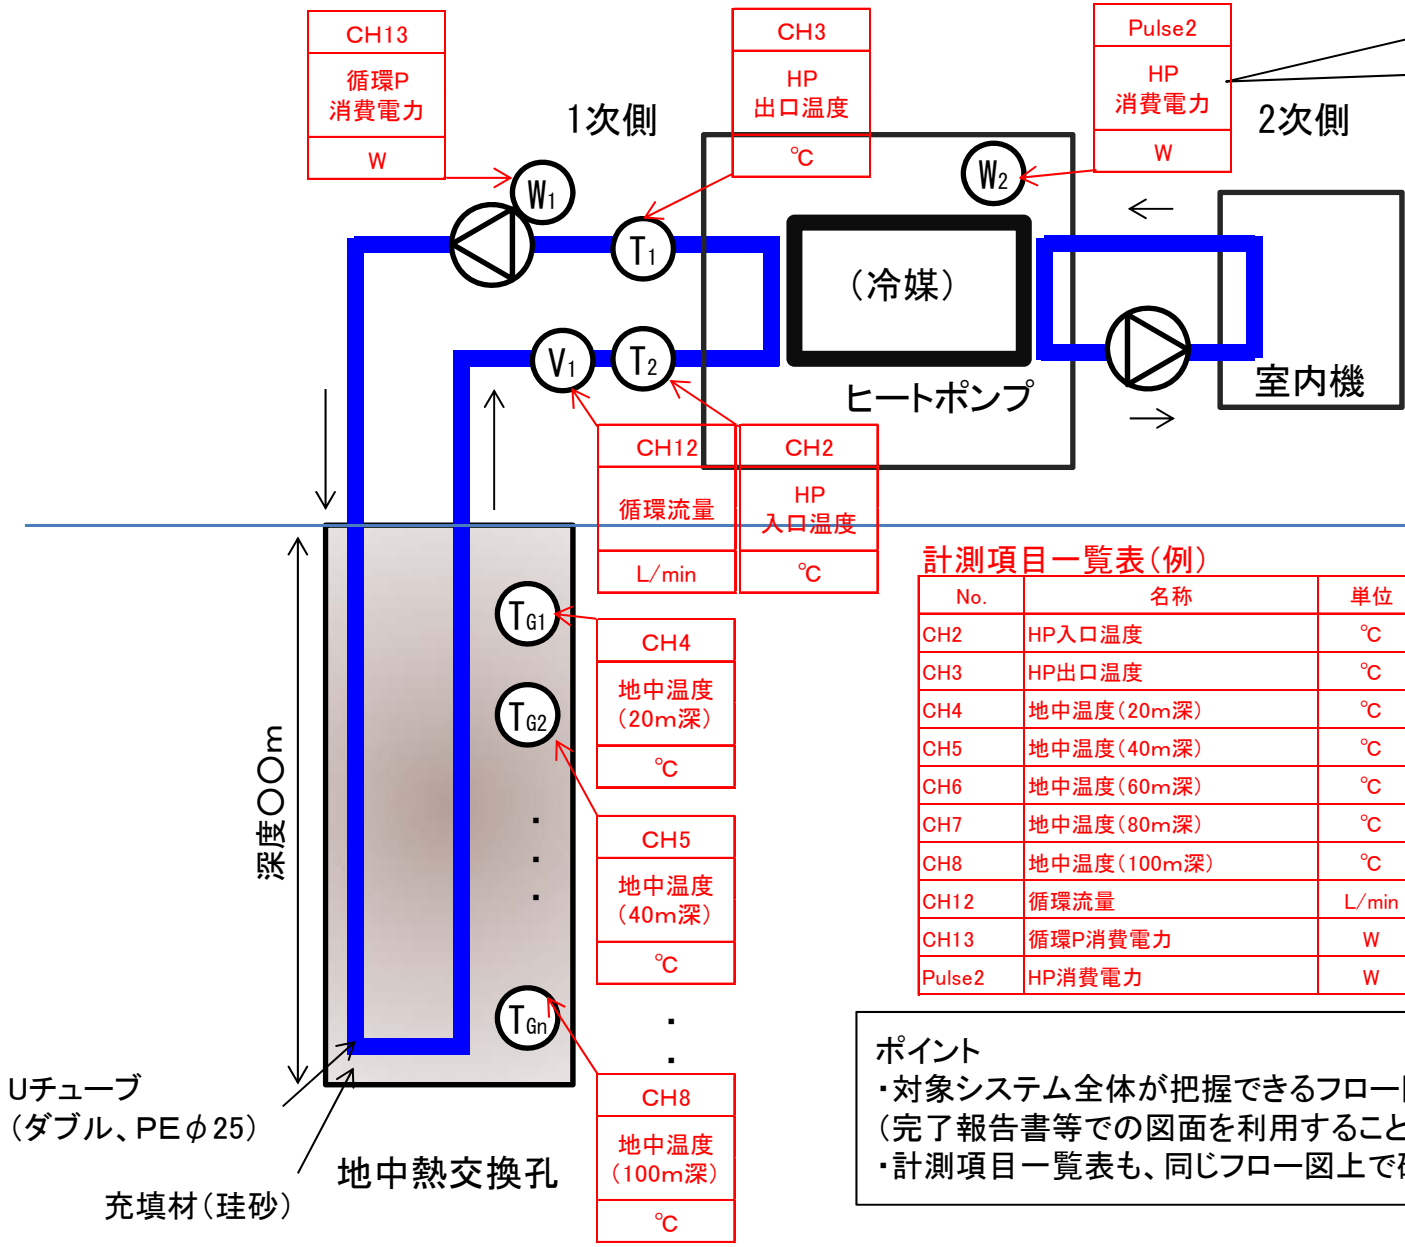 CH13
循環P
消費電力
W
1次側
CH3
HP
出口温度
℃
Pulse2
HP
消費電力
W
2次側
W1
W2
T1
(冷媒)
V1
T2
ヒートポンプ
室内機
CH12
循環流量
L/min
CH2
HP
入口温度
℃
TG1
CH4
地中温度
(20m深)
℃
TG2
CH5
地中温度
(40m深)
℃
・
・
・
深度〇〇m
TGn
・
・
CH8
地中温度
(100m深)
℃
Uチューブ
(ダブル、PEφ25)
充填材(珪砂)
地中熱交換孔
計測項目一覧表(例)
No. 名称 単位
CH2 HP入口温度 ℃
CH3 HP出口温度 ℃
CH4 地中温度(20m深) ℃
CH5 地中温度(40m深) ℃
CH6 地中温度(60m深) ℃
CH7 地中温度(80m深) ℃
CH8 地中温度(100m深) ℃
CH12 循環流量 L/min
CH13 循環P消費電力 W
Pulse2 HP消費電力 W
ポイント
・対象システム全体が把握できるフロー
(完了報告書等での図面を利用すること
・計測項目一覧表も、同じフロー図上で